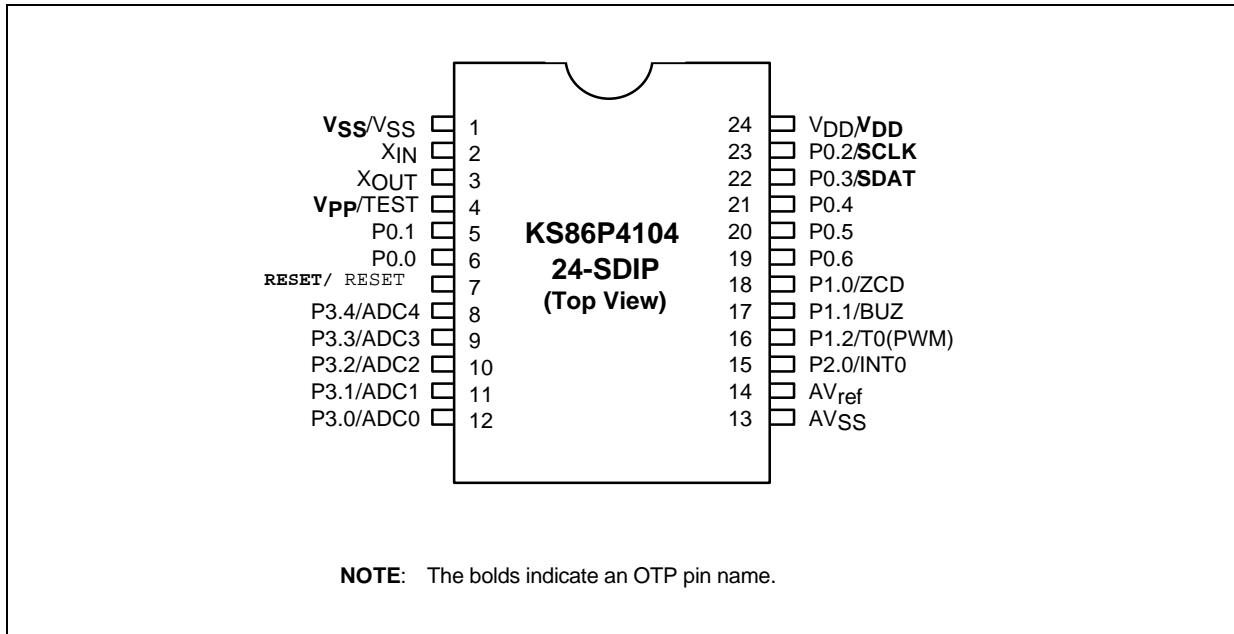 VSS/VSS 1
XIN 2
XOUT 3
VPP/TEST 4
P0.1 5
P0.0 6
RESET/ RESET 7
P3.4/ADC4 8
P3.3/ADC3 9
P3.2/ADC2 10
P3.1/ADC1 11
P3.0/ADC0 12
KS86P4104
24-SDIP
(Top View)
24 VDD/VDD
23 P0.2/SCLK
22 P0.3/SDAT
21 P0.4
20 P0.5
19 P0.6
18 P1.0/ZCD
17 P1.1/BUZ
16 P1.2/T0(PWM)
15 P2.0/INT0
14 AVref
13 AVSS
NOTE: The bolds indicate an OTP pin name.